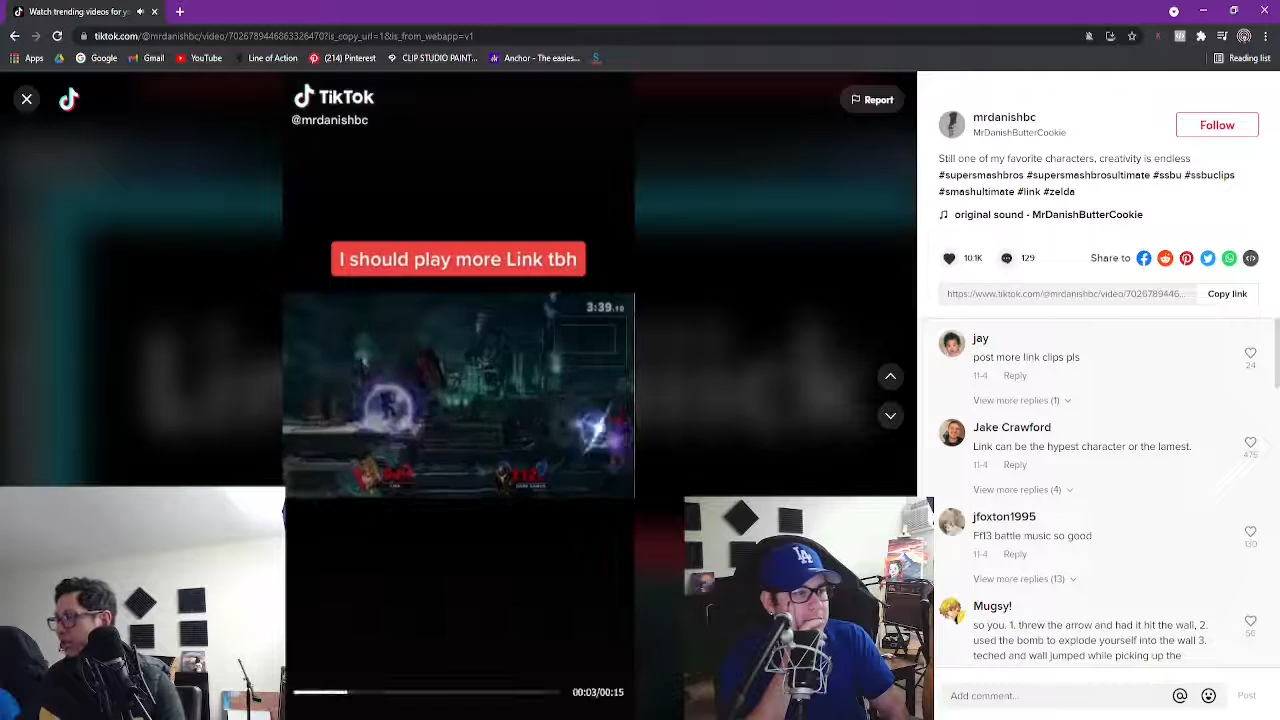 Watch trending videos for yo
tiktok.com/@mrdanishbc/video/7026789446863326470?is_copy_url=1&is_from_webapp=v1
Apps
Google
Gmail
YouTube
Line of Action
(214) Pinterest
CLIP STUDIO PAINT...
Anchor - The easies...
Reading list
TikTok
@mrdanishbc
Report
I should play more Link tbh
3:39.10
00:03/00:15
mrdanishbc
MrDanishButterCookie
Follow
Still one of my favorite characters, creativity is endless
#supersmashbros #supersmashbrosultimate #ssbu #ssbuclips
#smashultimate #link #zelda
original sound - MrDanishButterCookie
10.1K
129
Share to
https://www.tiktok.com/@mrdanishbc/video/702678944​6...
Copy link
jay
post more link clips pls
24
11-4 Reply
View more replies (1)
Jake Crawford
Link can be the hypest character or the lamest.
475
11-4 Reply
View more replies (4)
jfoxton1995
Ff13 battle music so good
130
11-4 Reply
View more replies (13)
Mugsy!
so you. 1. threw the arrow and had it hit the wall, 2.
used the bomb to explode yourself into the wall 3.
teched and wall jumped while picking up the
56
Add comment...
Post
LA